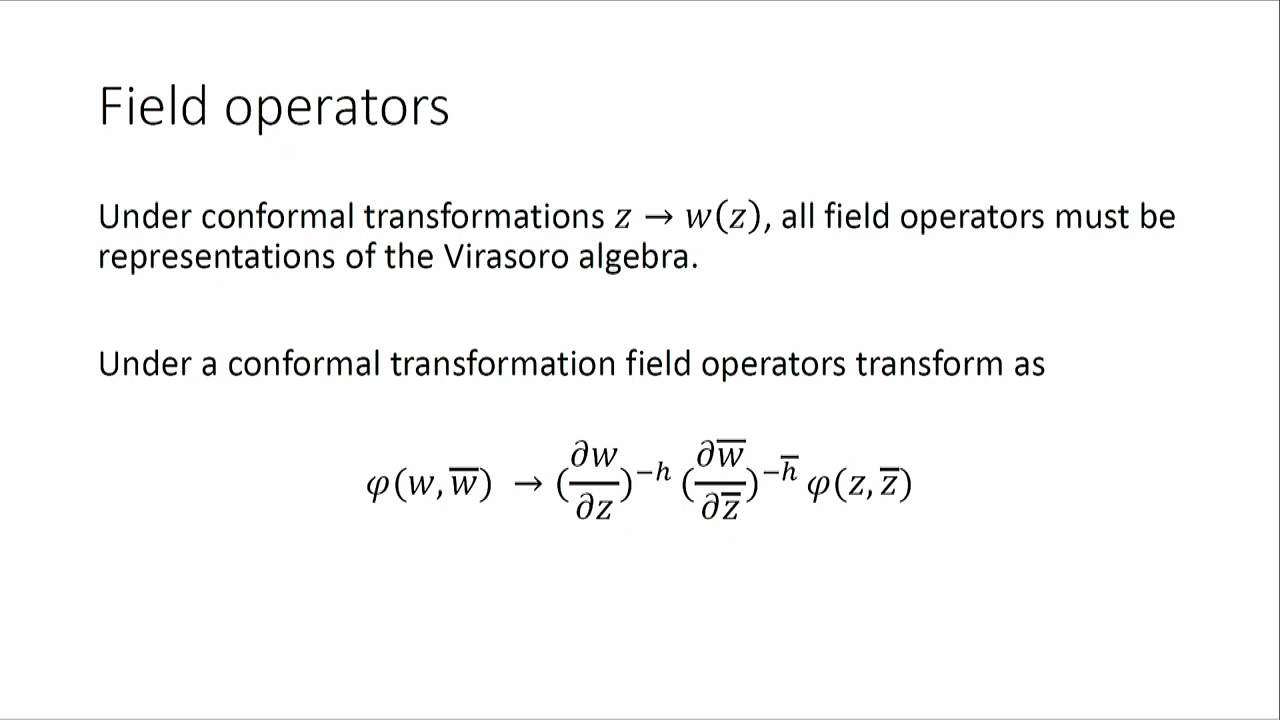 Field operators
Under conformal transformations 𝑧 → 𝑤(𝑧), all field operators must be
representations of the Virasoro algebra.
Under a conformal transformation field operators transform as
𝜑(𝑤, w̅) → (∂𝑤/∂𝑧)^{−ℎ} (∂w̅/∂z̅)^{−h̅} 𝜑(𝑧, z̅)